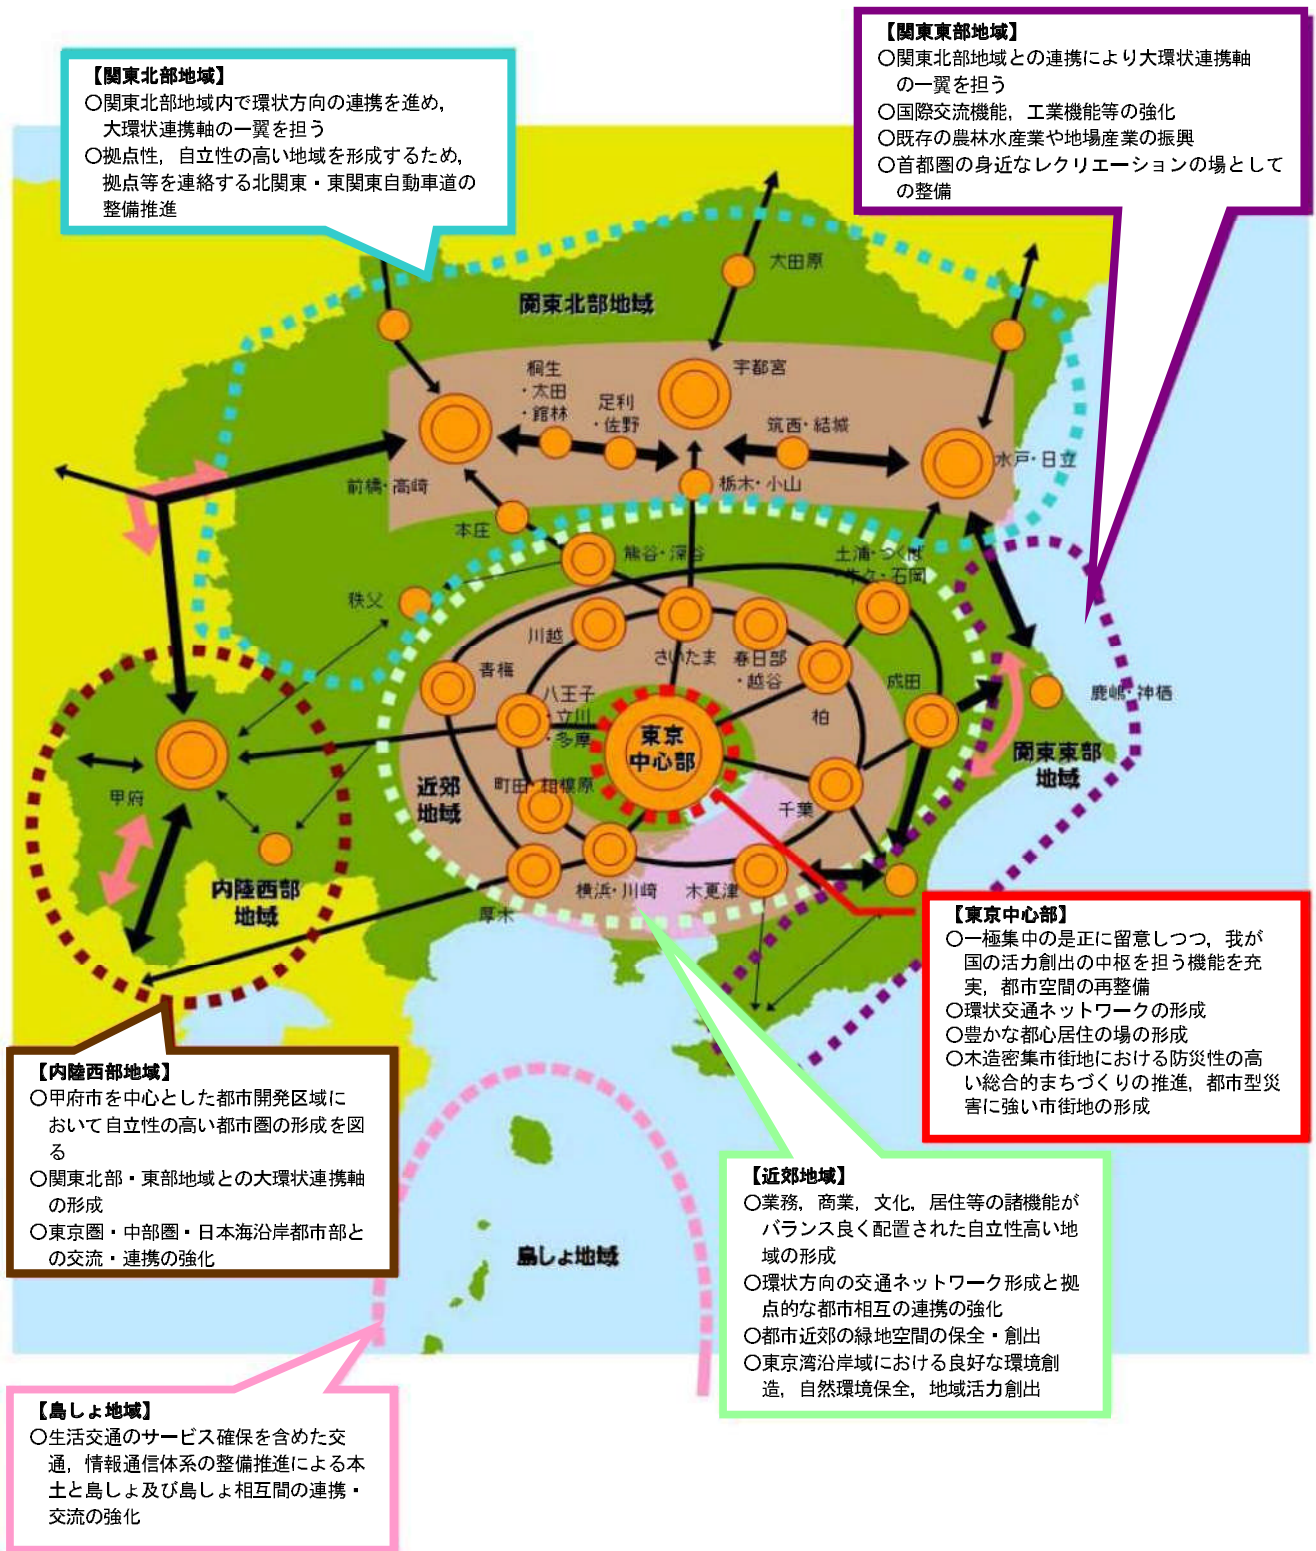 【関東北部地域】
○関東北部地域内で環状方向の連携を進め,
大環状連携軸の一翼を担う
○拠点性,自立性の高い地域を形成するため,
拠点等を連絡する北関東・東関東自動車道の
整備推進
【関東東部地域】
○関東北部地域との連携により大環状連携軸
の一翼を担う
○国際交流機能,工業機能等の強化
○既存の農林水産業や地場産業の振興
○首都圏の身近なレクリエーションの場として
の整備
大田原
関東北部地域
宇都宮
桐生
・太田
・館林
足利
・佐野
筑西・結城
水戸・日立
前橋・高崎
栃木・小山
本庄
熊谷・深谷
土浦・つくば
・牛久・石岡
秩父
川越
さいたま
春日部
・越谷
青梅
成田
柏
鹿嶋・神栖
八王子
・立川
・多摩
東京
中心部
関東東部
地域
近郊
地域
町田・相模原
千葉
甲府
横浜・川崎
木更津
厚木
内陸西部
地域
【東京中心部】
○一極集中の是正に留意しつつ,我が
国の活力創出の中枢を担う機能を充
実,都市空間の再整備
○環状交通ネットワークの形成
○豊かな都心居住の場の形成
○木造密集市街地における防災性の高
い総合的まちづくりの推進,都市型災
害に強い市街地の形成
【内陸西部地域】
○甲府市を中心とした都市開発区域に
おいて自立性の高い都市圏の形成を図
る
○関東北部・東部地域との大環状連携軸
の形成
○東京圏・中部圏・日本海沿岸都市部と
の交流・連携の強化
島しょ地域
【近郊地域】
○業務,商業,文化,居住等の諸機能が
バランス良く配置された自立性高い地
域の形成
○環状方向の交通ネットワーク形成と拠
点的な都市相互の連携の強化
○都市近郊の緑地空間の保全・創出
○東京湾沿岸域における良好な環境創
造,自然環境保全,地域活力創出
【島しょ地域】
○生活交通のサービス確保を含めた交
通,情報通信体系の整備推進による本
土と島しょ及び島しょ相互間の連携・
交流の強化